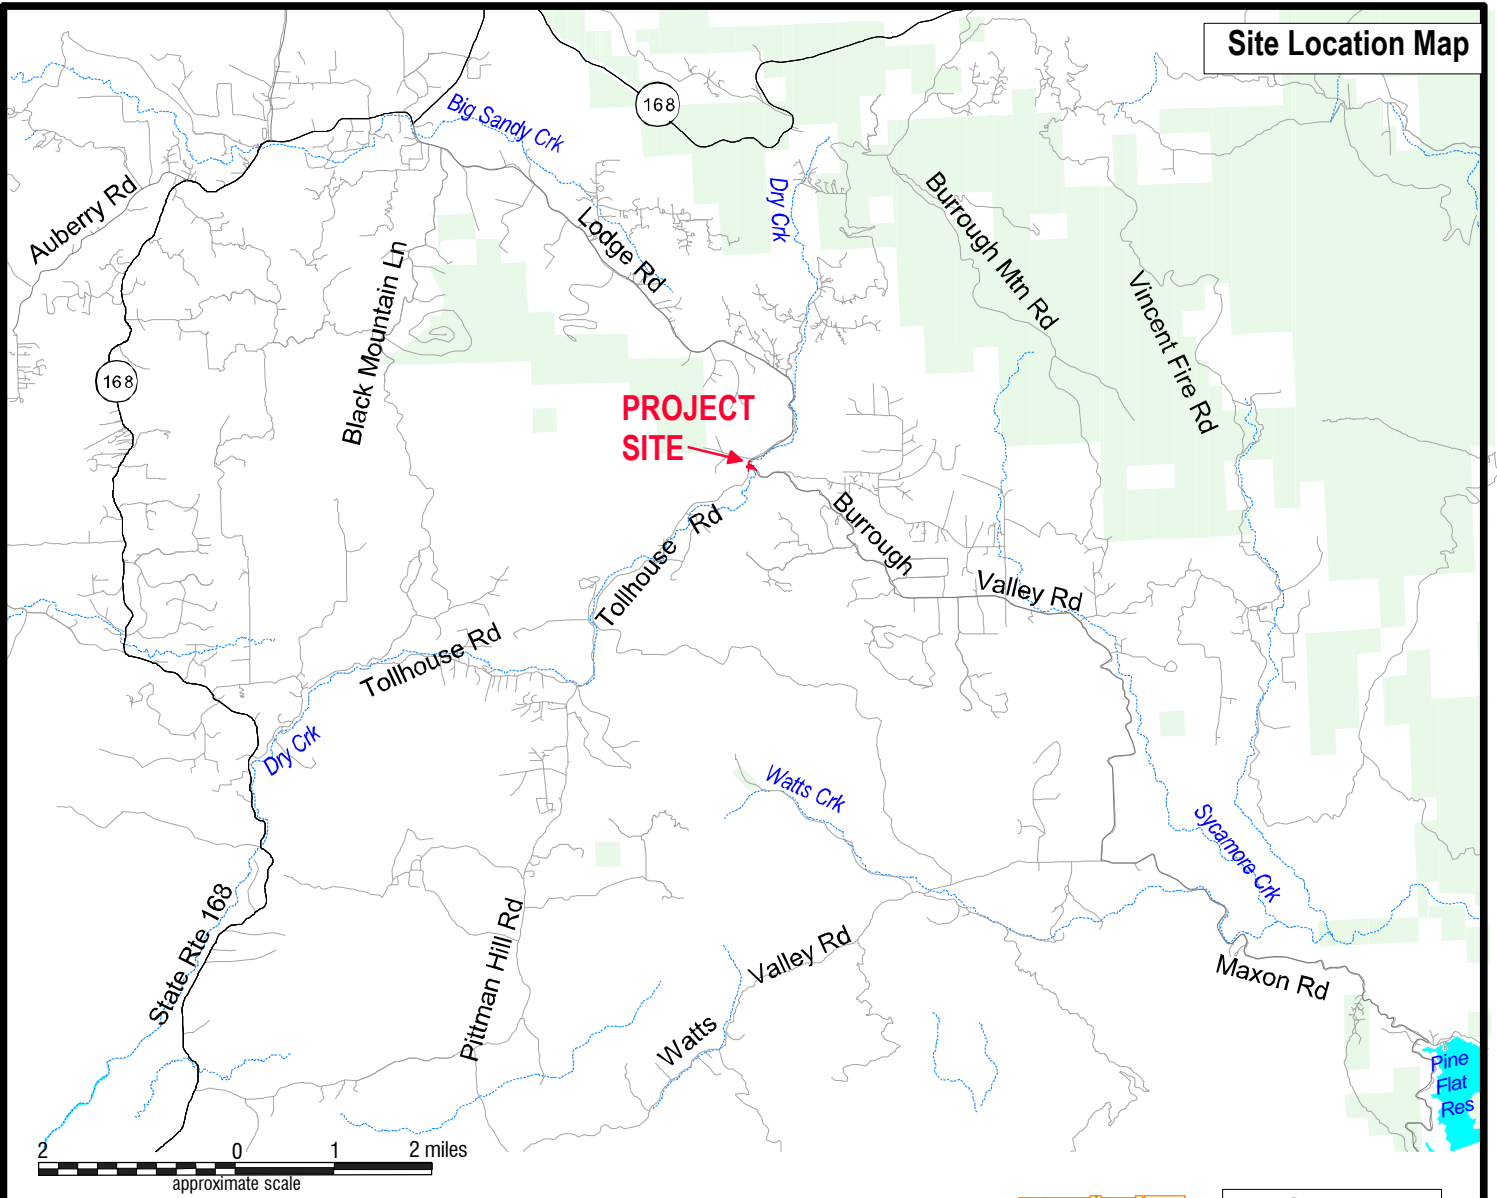 Site Location Map
168
Big Sandy Crk
Auberry Rd
Dry Crk
Burrough Mtn Rd
Lodge Rd
Black Mountain Ln
Vincent Fire Rd
168
PROJECT
SITE
Burrough
Valley Rd
Tollhouse Rd
Tollhouse Rd
Dry Crk
Watts Crk
Sycamore Crk
State Rte 168
Pittman Hill Rd
Watts
Valley Rd
Maxon Rd
Pine
Flat
Res
2 0 1 2 miles
approximate scale